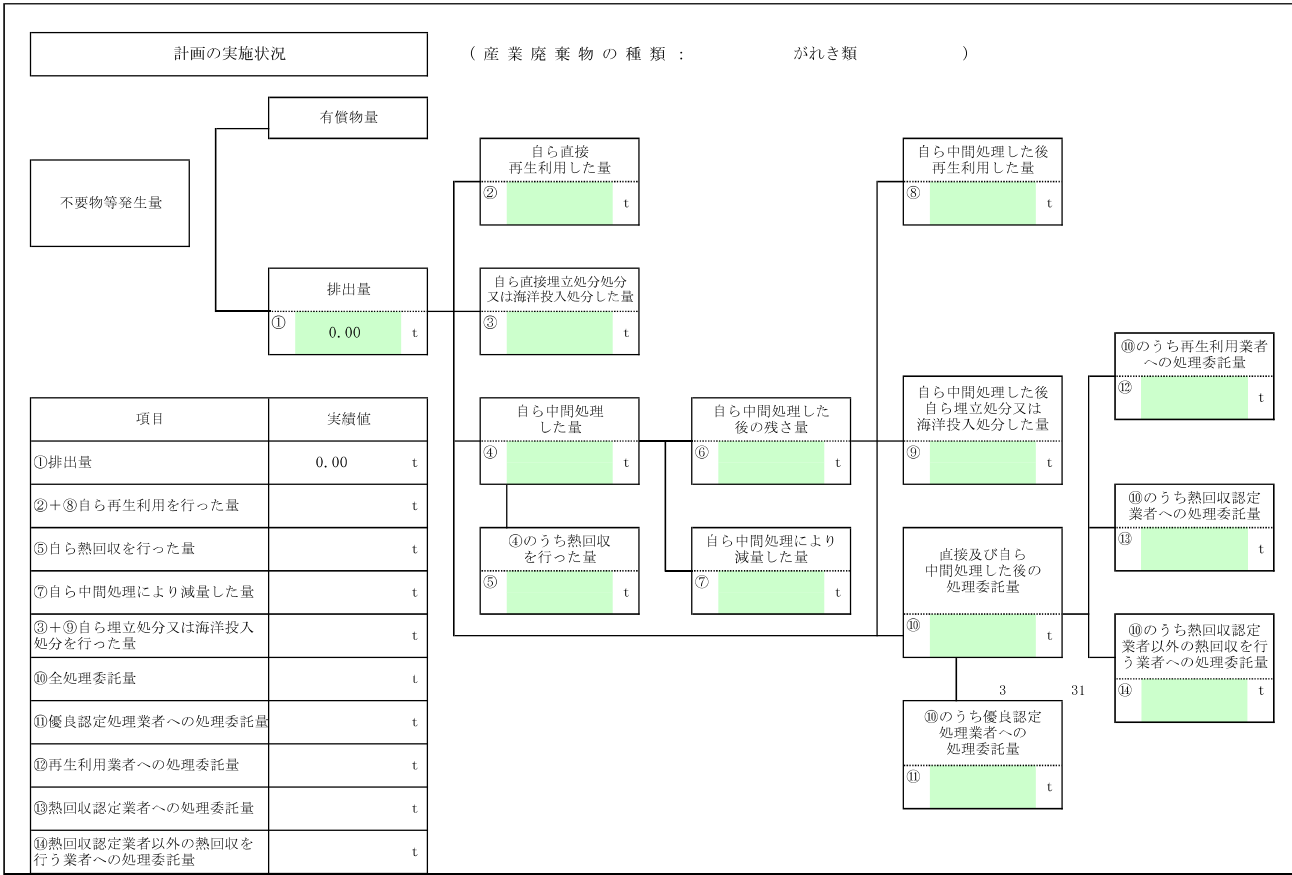 計画の実施状況
（ 産 業 廃 棄 物 の 種 類 ： がれき類 ）
有償物量
不要物等発生量
排出量
① 0.00 t
自ら直接
再生利用した量
② t
自ら直接埋立処分処分
又は海洋投入処分した量
③ t
自ら中間処理
した量
④ t
④のうち熱回収
を行った量
⑤ t
自ら中間処理した
後の残さ量
⑥ t
自ら中間処理により
減量した量
⑦ t
自ら中間処理した後
再生利用した量
⑧ t
自ら中間処理した後
自ら埋立処分又は
海洋投入処分した量
⑨ t
直接及び自ら
中間処理した後の
処理委託量
⑩ t
3 31
⑩のうち優良認定
処理業者への
処理委託量
⑪ t
⑩のうち再生利用業者
への処理委託量
⑫ t
⑩のうち熱回収認定
業者への処理委託量
⑬ t
⑩のうち熱回収認定
業者以外の熱回収を行
う業者への処理委託量
⑭ t
項目 実績値
①排出量 0.00 t
②＋⑧自ら再生利用を行った量 t
⑤自ら熱回収を行った量 t
⑦自ら中間処理により減量した量 t
③＋⑨自ら埋立処分又は海洋投入
処分を行った量 t
⑩全処理委託量 t
⑪優良認定処理業者への処理委託量 t
⑫再生利用業者への処理委託量 t
⑬熱回収認定業者への処理委託量 t
⑭熱回収認定業者以外の熱回収を
行う業者への処理委託量 t